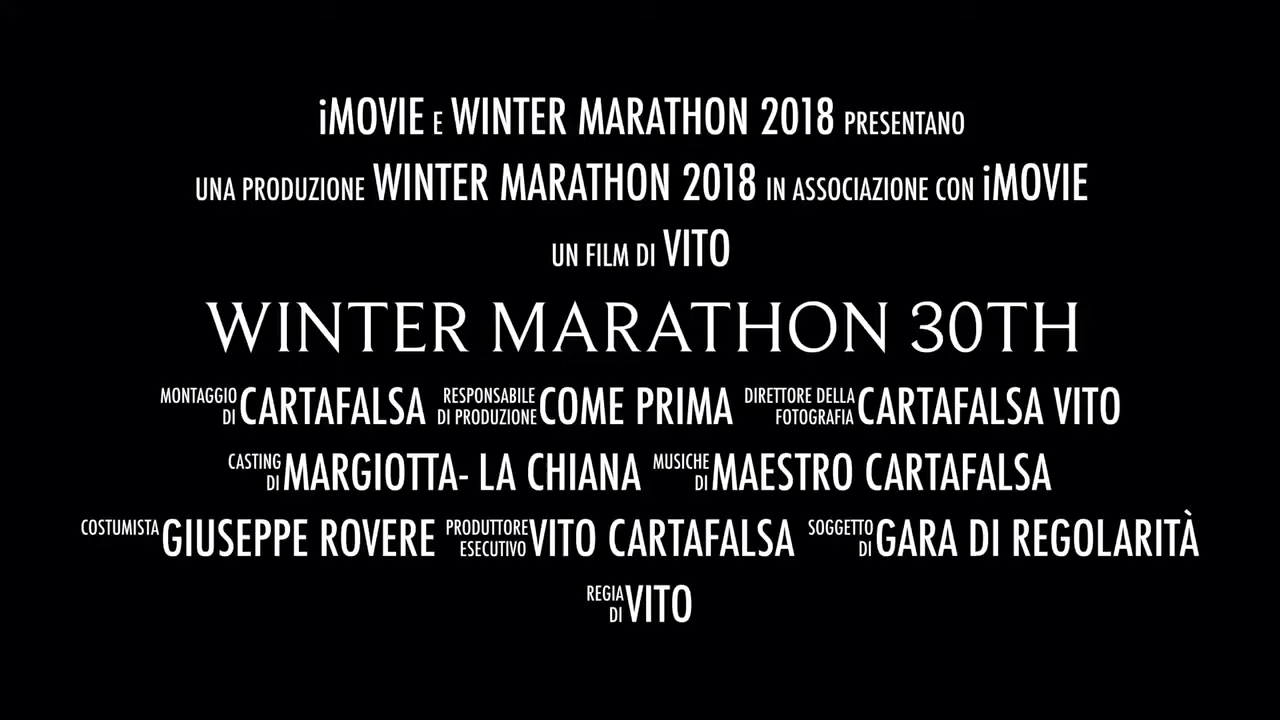 iMOVIE E WINTER MARATHON 2018 PRESENTANO
UNA PRODUZIONE WINTER MARATHON 2018 IN ASSOCIAZIONE CON iMOVIE
UN FILM DI VITO
WINTER MARATHON 30TH
MONTAGGIO DI CARTAFALSA RESPONSABILE DI PRODUZIONE COME PRIMA DIRETTORE DELLA FOTOGRAFIA CARTAFALSA VITO
CASTING DI MARGIOTTA- LA CHIANA MUSICHE DI MAESTRO CARTAFALSA
COSTUMISTA GIUSEPPE ROVERE PRODUTTORE ESECUTIVO VITO CARTAFALSA SOGGETTO DI GARA DI REGOLARITÀ
REGIA DI VITO